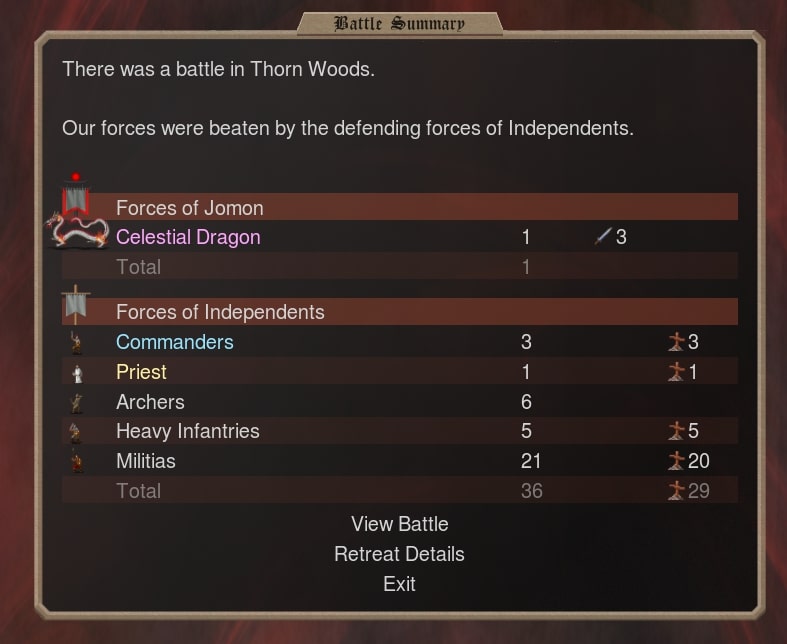 Battle Summary
There was a battle in Thorn Woods.
Our forces were beaten by the defending forces of Independents.
Forces of Jomon
Celestial Dragon 1 3
Total 1
Forces of Independents
Commanders 3 3
Priest 1 1
Archers 6
Heavy Infantries 5 5
Militias 21 20
Total 36 29
View Battle
Retreat Details
Exit